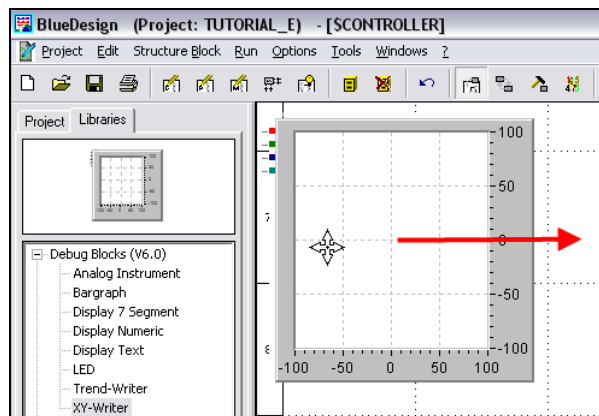 BlueDesign (Project: TUTORIAL_E) - [$CONTROLLER]
Project Edit Structure Block Run Options Tools Windows ?
Project Libraries
Debug Blocks (V6.0)
Analog Instrument
Bargraph
Display 7 Segment
Display Numeric
Display Text
LED
Trend-Writer
XY-Writer
7
8
100
50
0
-50
-100
-100 -50 0 50 100